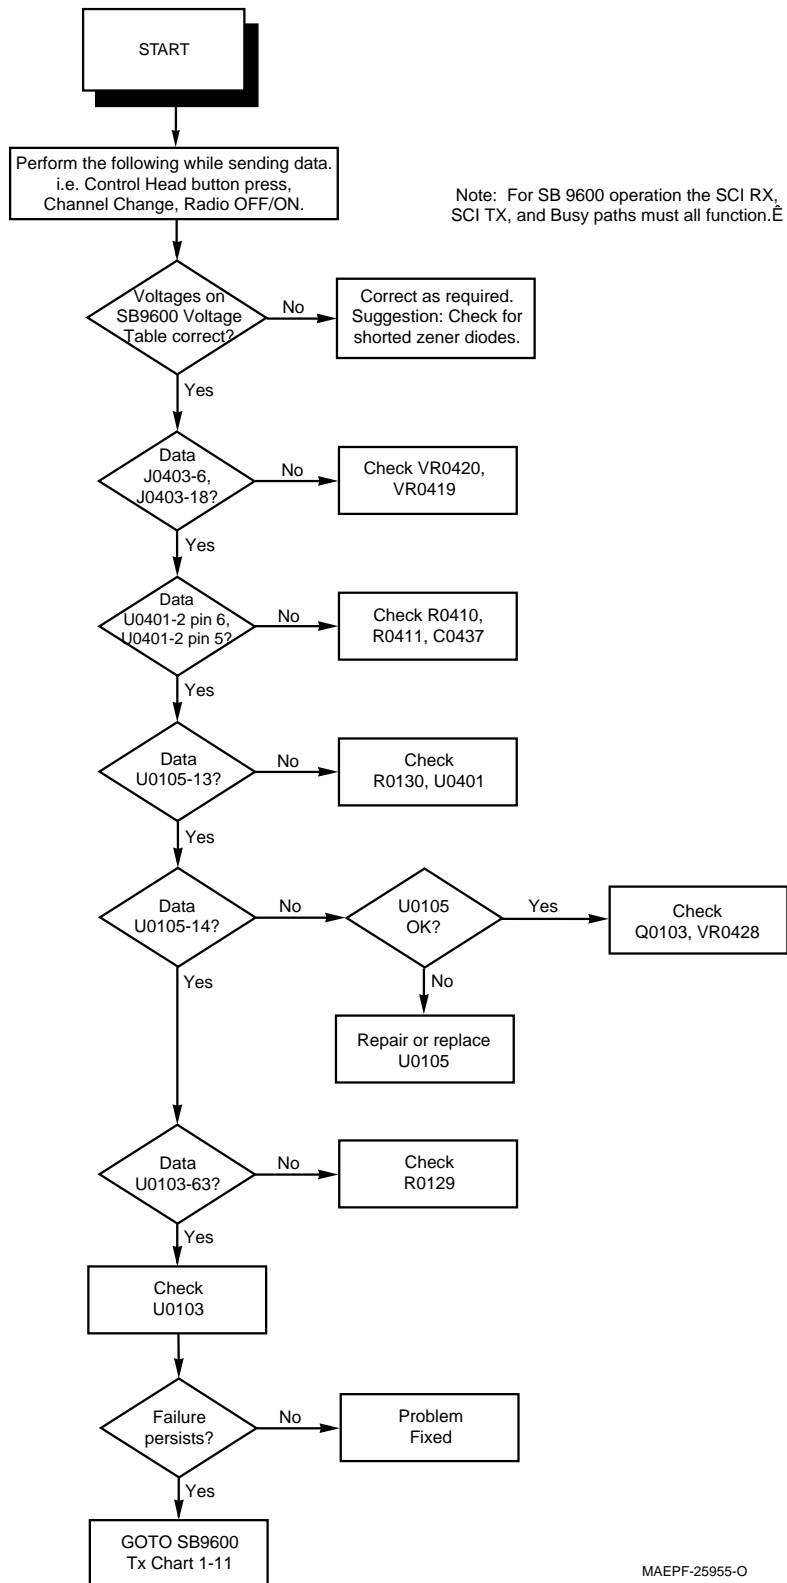 START
Perform the following while sending data.
i.e. Control Head button press,
Channel Change, Radio OFF/ON.
Note: For SB 9600 operation the SCI RX,
SCI TX, and Busy paths must all function.Ê
Voltages on
SB9600 Voltage
Table correct?
No
Correct as required.
Suggestion: Check for
shorted zener diodes.
Yes
Data
J0403-6,
J0403-18?
No
Check VR0420,
VR0419
Yes
Data
U0401-2 pin 6,
U0401-2 pin 5?
No
Check R0410,
R0411, C0437
Yes
Data
U0105-13?
No
Check
R0130, U0401
Yes
Data
U0105-14?
No
U0105
OK?
Yes
Check
Q0103, VR0428
Yes
No
Repair or replace
U0105
Data
U0103-63?
No
Check
R0129
Yes
Check
U0103
Failure
persists?
No
Problem
Fixed
Yes
GOTO SB9600
Tx Chart 1-11
MAEPF-25955-O